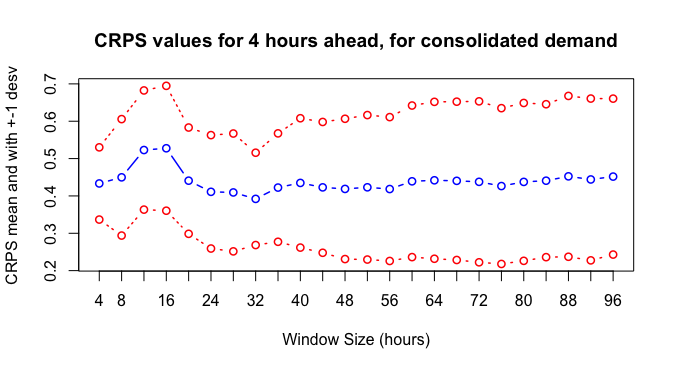 CRPS values for 4 hours ahead, for consolidated demand
CRPS mean and with +-1 desv
0.7
0.6
0.5
0.4
0.3
0.2
4 8 16 24 32 40 48 56 64 72 80 88 96
Window Size (hours)